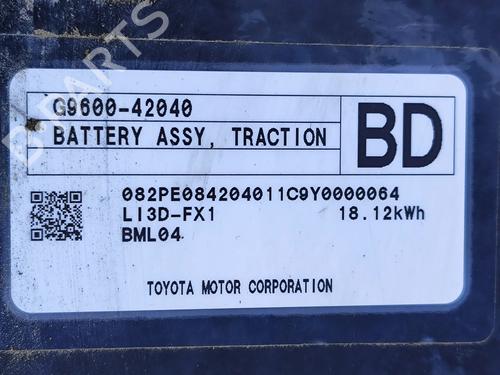 G9600-42040
BATTERY ASSY, TRACTION
BD
082PE084204011C9Y0000064
LI3D-FX1 18.12kWh
BML04
TOYOTA MOTOR CORPORATION